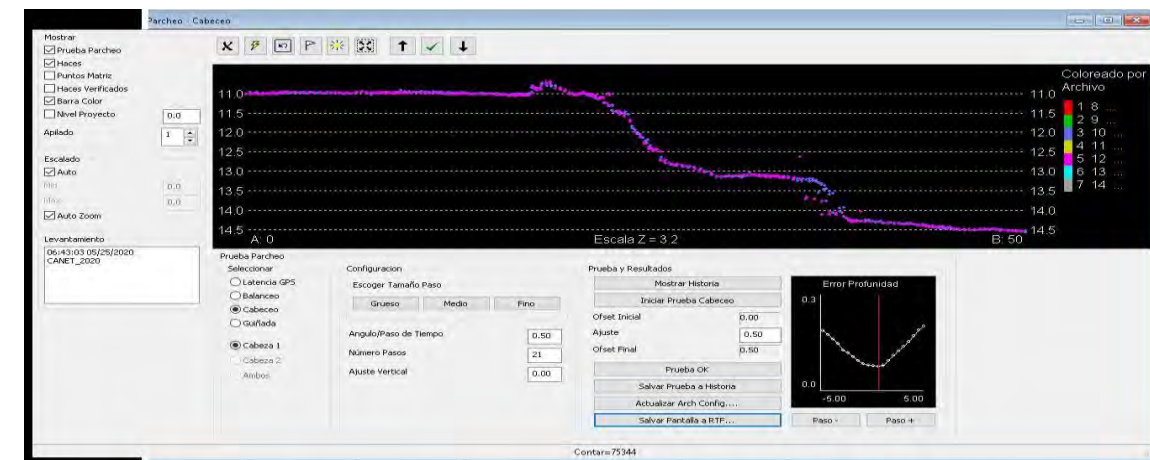 Parcheo - Cabeceo
Mostrar
Prueba Parcheo
Haces
Puntos Matriz
Haces Verificados
Barra Color
Nivel Proyecto 0.0
Apilado 1
Escalado
Auto
Min 0.0
Max 0.0
Auto Zoom
Levantamiento
06:43:03 05/25/2020
CANET_2020
11.0 11.0
11.5 11.5
12.0 12.0
12.5 12.5
13.0 13.0
13.5 13.5
14.0 14.0
14.5 14.5
A: 0 Escala Z = 3.2 B: 50
Coloreado por
Archivo
1 8 ...
2 9 ...
3 10 ...
4 11 ...
5 12 ...
6 13 ...
7 14 ...
Prueba Parcheo
Seleccionar
Latencia GPS
Balanceo
Cabeceo
Guiñada
Cabeza 1
Cabeza 2
Ambos
Configuracion
Escoger Tamaño Paso
Grueso Medio Fino
Angulo/Paso de Tiempo 0.50
Número Pasos 21
Ajuste Vertical 0.00
Prueba y Resultados
Mostrar Historia
Iniciar Prueba Cabeceo
Ofset Inicial 0.00
Ajuste 0.50
Ofset Final 0.50
Prueba OK
Salvar Prueba a Historia
Actualizar Arch Config....
Salvar Pantalla a RTF...
Error Profunidad
0.3
0.0
-5.00 5.00
Paso - Paso +
Contar=75344